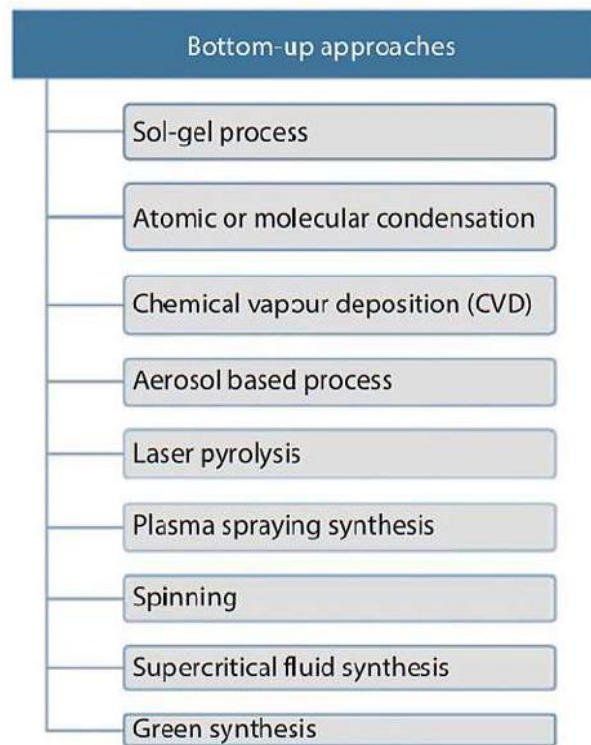 Bottom-up approaches
Sol-gel process
Atomic or molecular condensation
Chemical vapour deposition (CVD)
Aerosol based process
Laser pyrolysis
Plasma spraying synthesis
Spinning
Supercritical fluid synthesis
Green synthesis